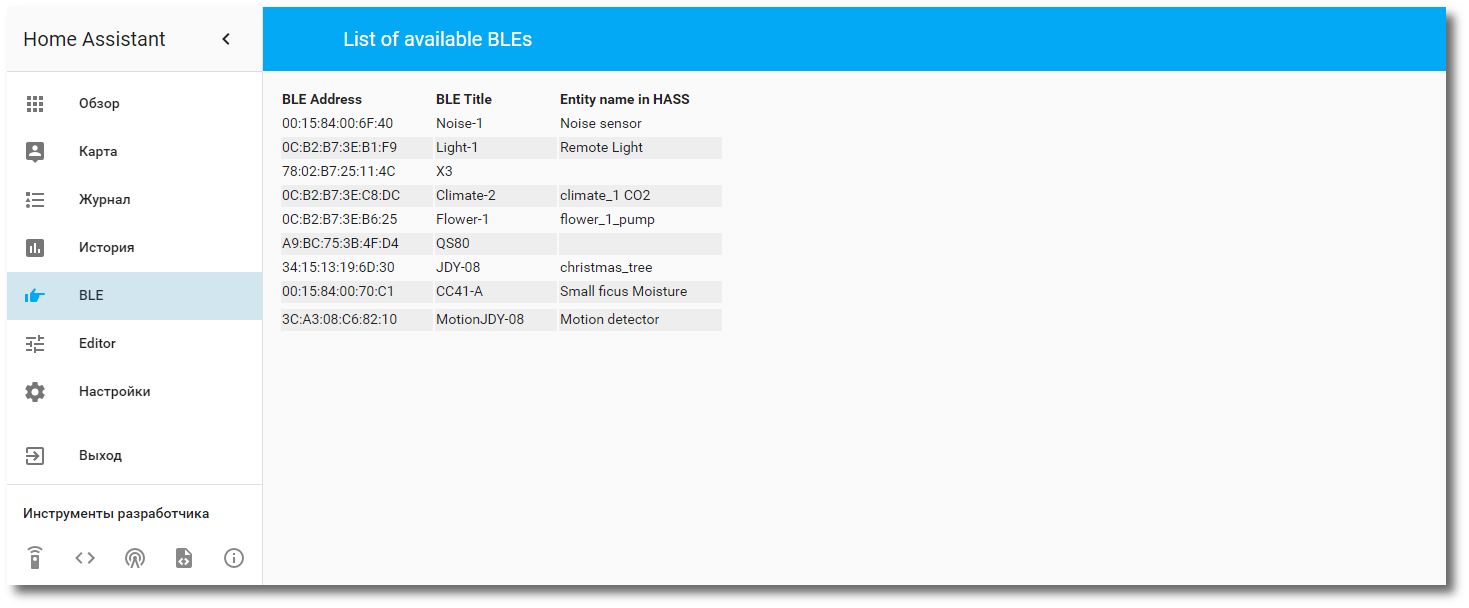 Home Assistant
Обзор
Карта
Журнал
История
BLE
Editor
Настройки
Выход
Инструменты разработчика
List of available BLEs
BLE Address BLE Title Entity name in HASS
00:15:84:00:6F:40 Noise-1 Noise sensor
0C:B2:B7:3E:B1:F9 Light-1 Remote Light
78:02:B7:25:11:4C X3
0C:B2:B7:3E:C8:DC Climate-2 climate_1 CO2
0C:B2:B7:3E:B6:25 Flower-1 flower_1_pump
A9:BC:75:3B:4F:D4 QS80
34:15:13:19:6D:30 JDY-08 christmas_tree
00:15:84:00:70:C1 CC41-A Small ficus Moisture
3C:A3:08:C6:82:10 MotionJDY-08 Motion detector